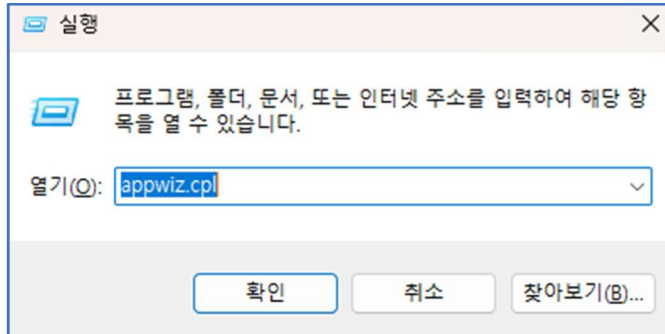 실행
프로그램, 폴더, 문서, 또는 인터넷 주소를 입력하여 해당 항
목을 열 수 있습니다.
열기(O): appwiz.cpl
확인 취소 찾아보기(B)...